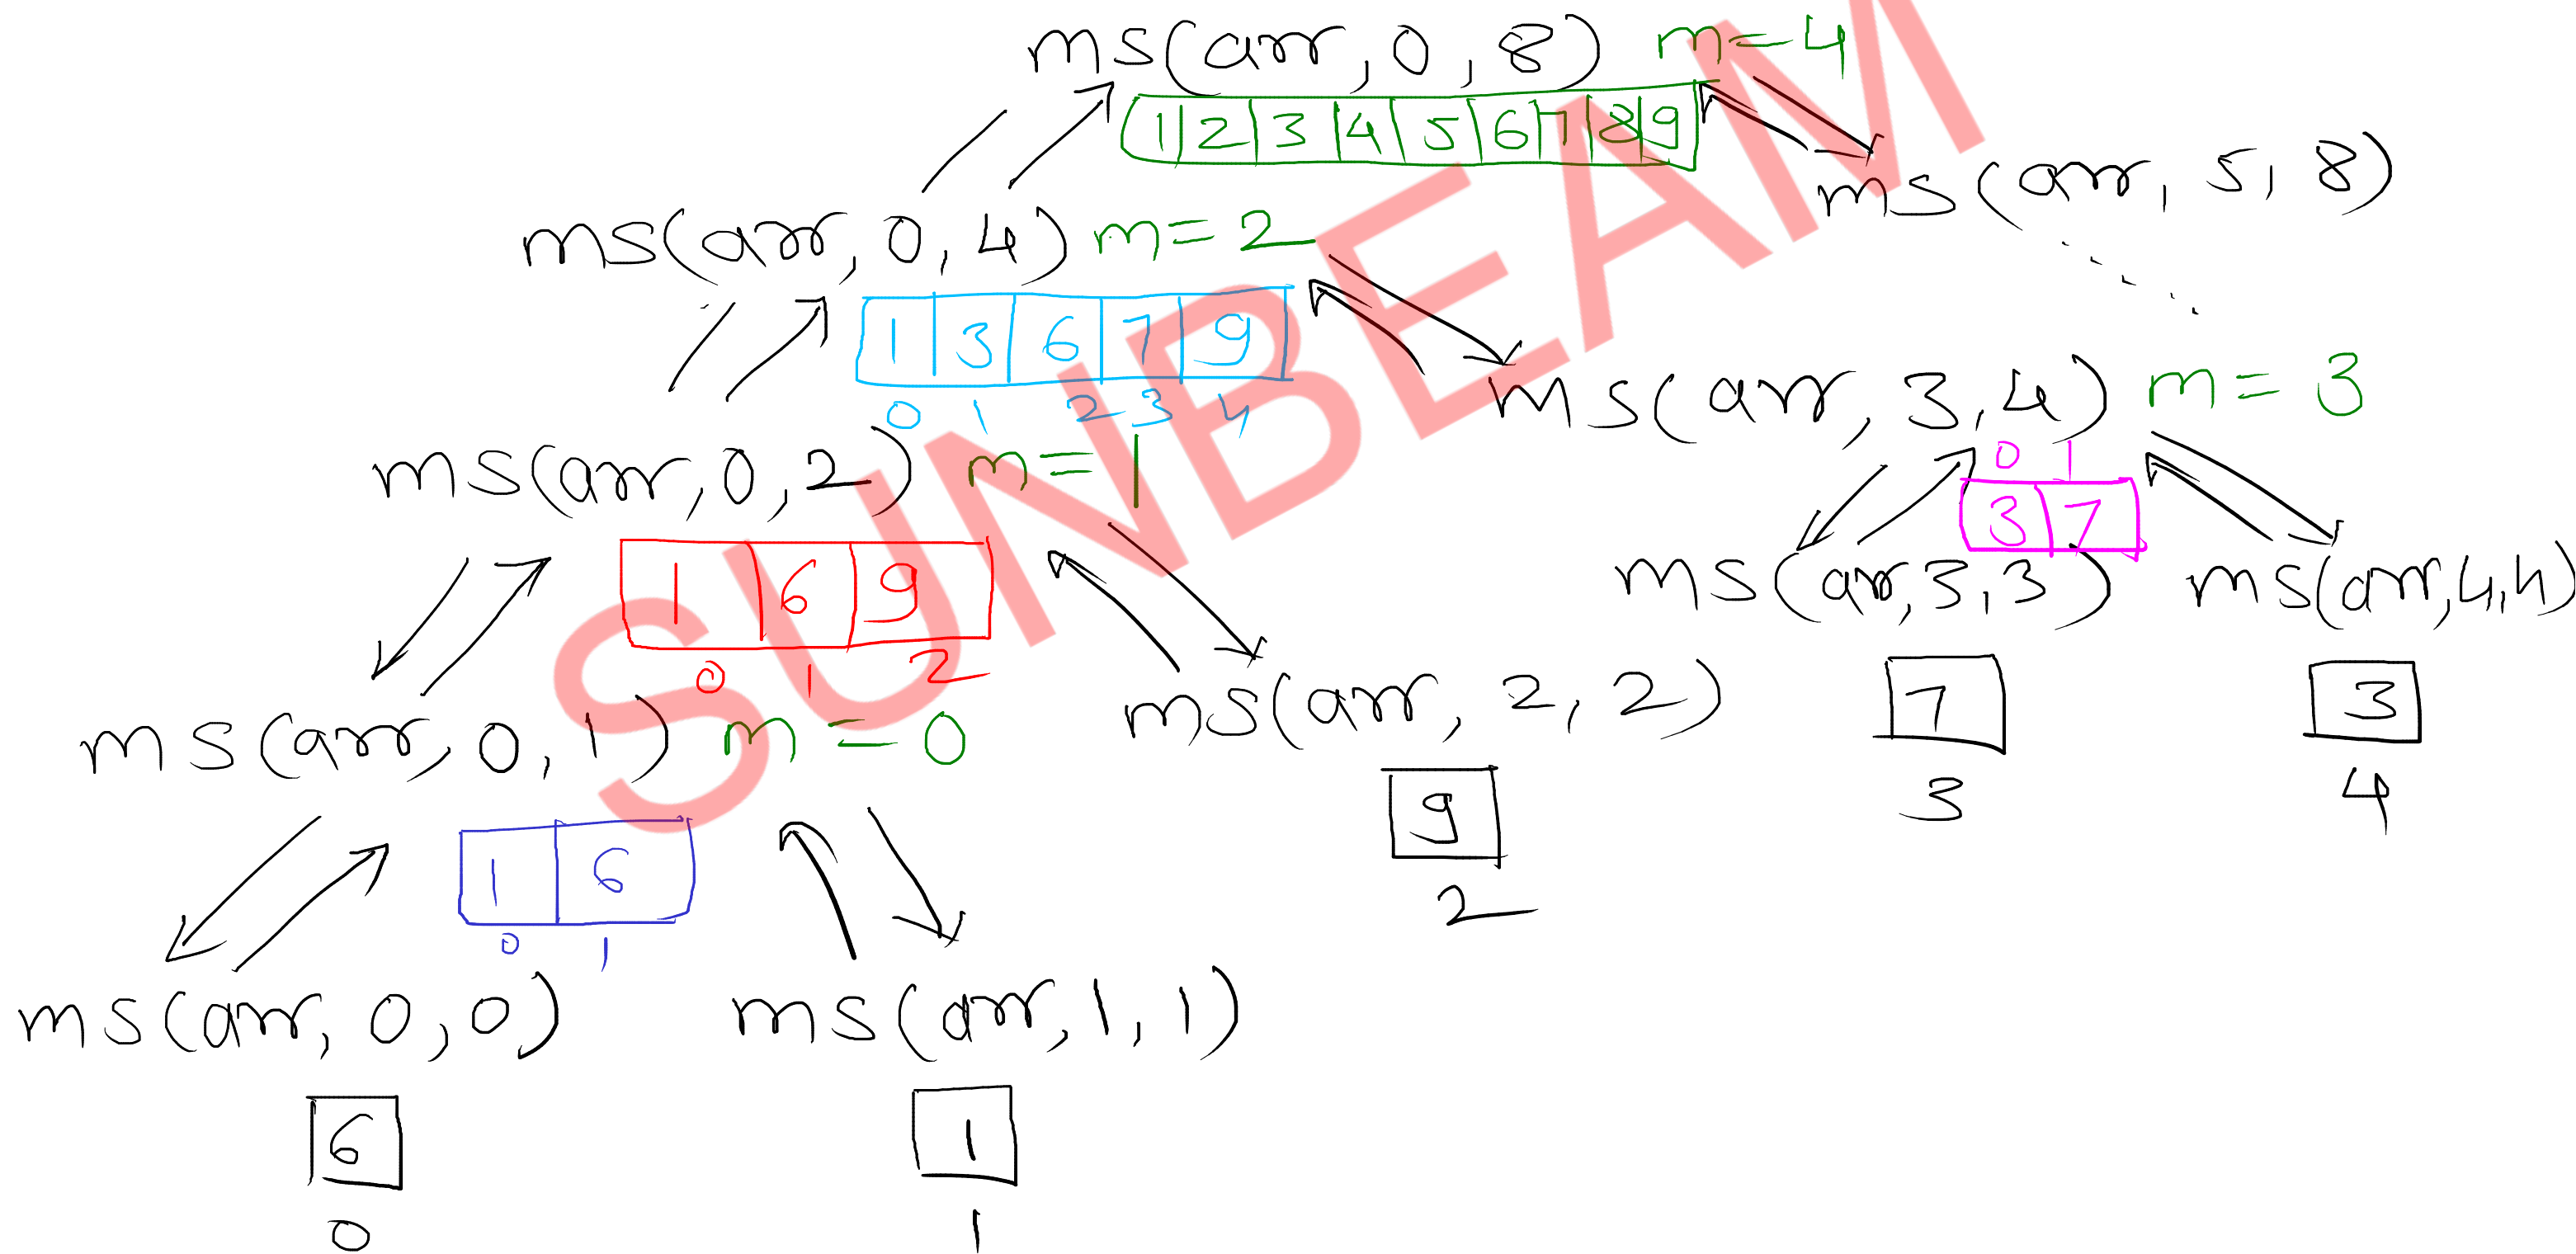 ms(arr,0,8) m=4
1 2 3 4 5 6 7 8 9
ms(arr, 5, 8)
ms(arr,0,4) m=2
1 3 6 7 9
0 1 2 3 4
ms(arr,3,4) m=3
0 1
3 7
ms(arr,0,2) m=1
1 6 9
0 1 2
ms(arr,3,3) ms(arr,4,4)
7 3
3 4
ms(arr,0,1) m=0
1 6
0 1
ms(arr, 2, 2)
9
2
ms(arr,0,0) ms(arr,1,1)
6 1
0 1
SUNBEAM